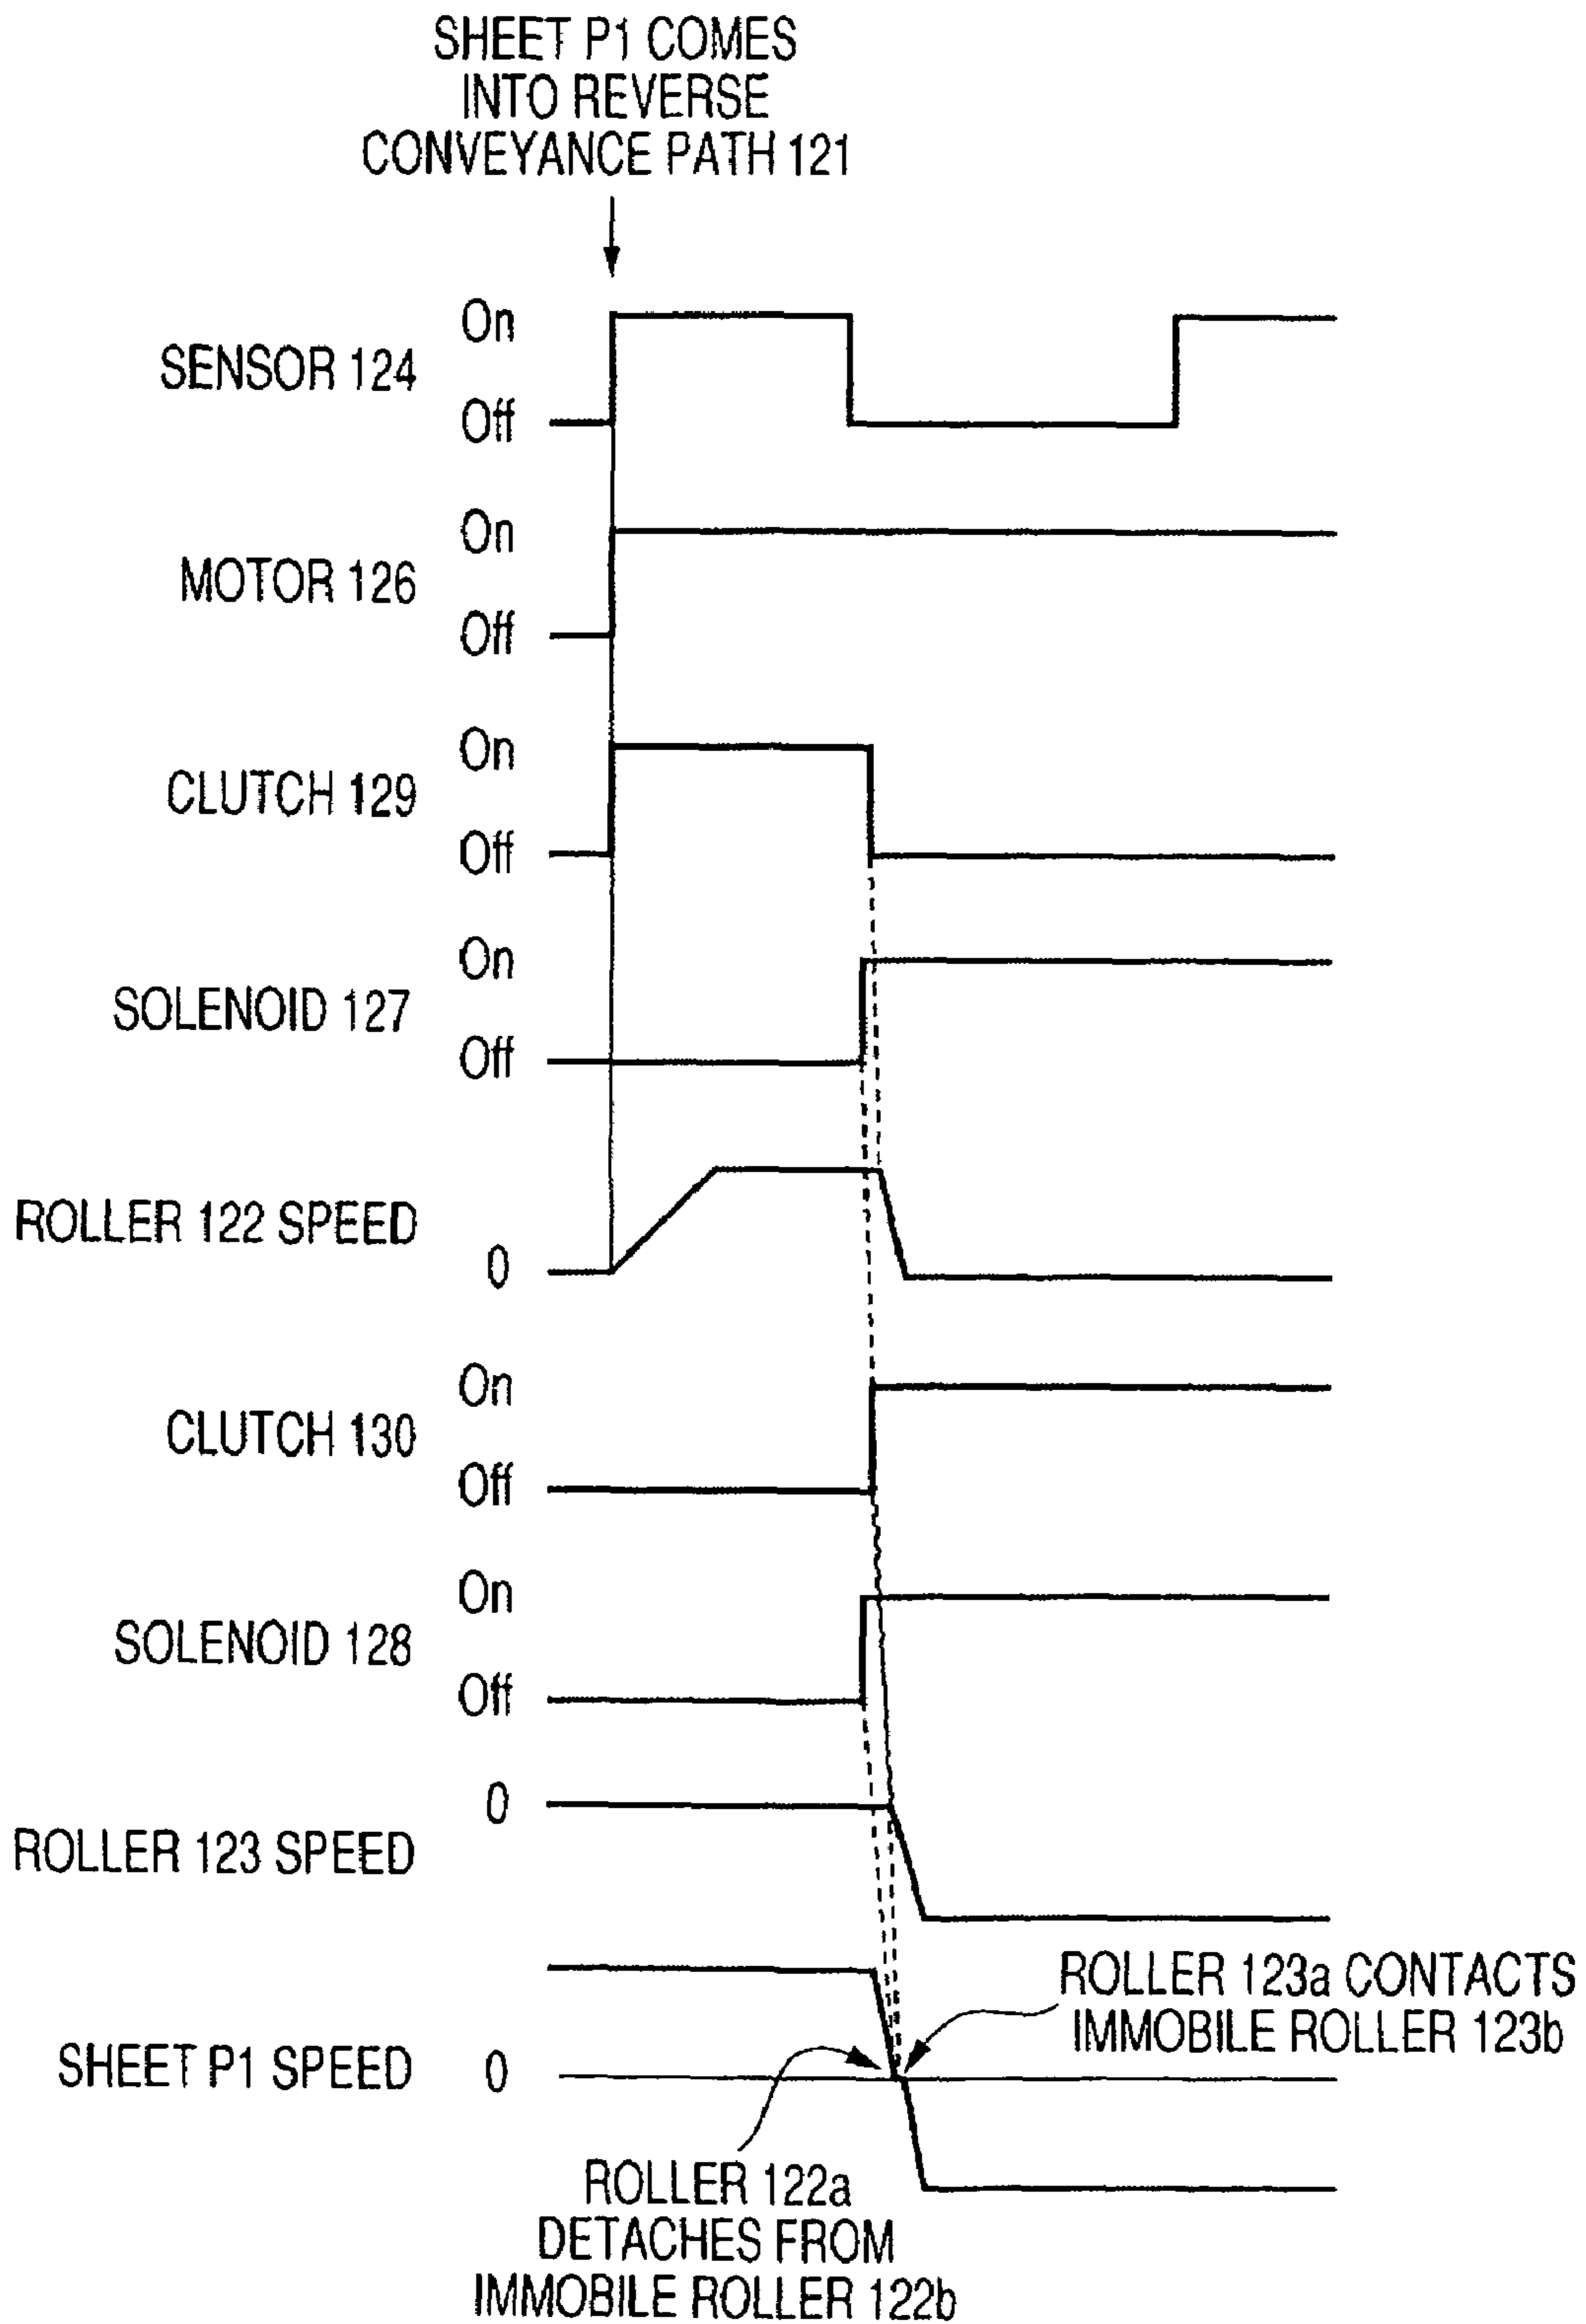 SHEET P1 COMES
INTO REVERSE
CONVEYANCE PATH 121
On
SENSOR 124
Off
On
MOTOR 126
Off
On
CLUTCH 129
Off
On
SOLENOID 127
Off
ROLLER 122 SPEED
0
On
CLUTCH 130
Off
On
SOLENOID 128
Off
0
ROLLER 123 SPEED
ROLLER 123a CONTACTS
IMMOBILE ROLLER 123b
SHEET P1 SPEED 0
ROLLER 122a
DETACHES FROM
IMMOBILE ROLLER 122b